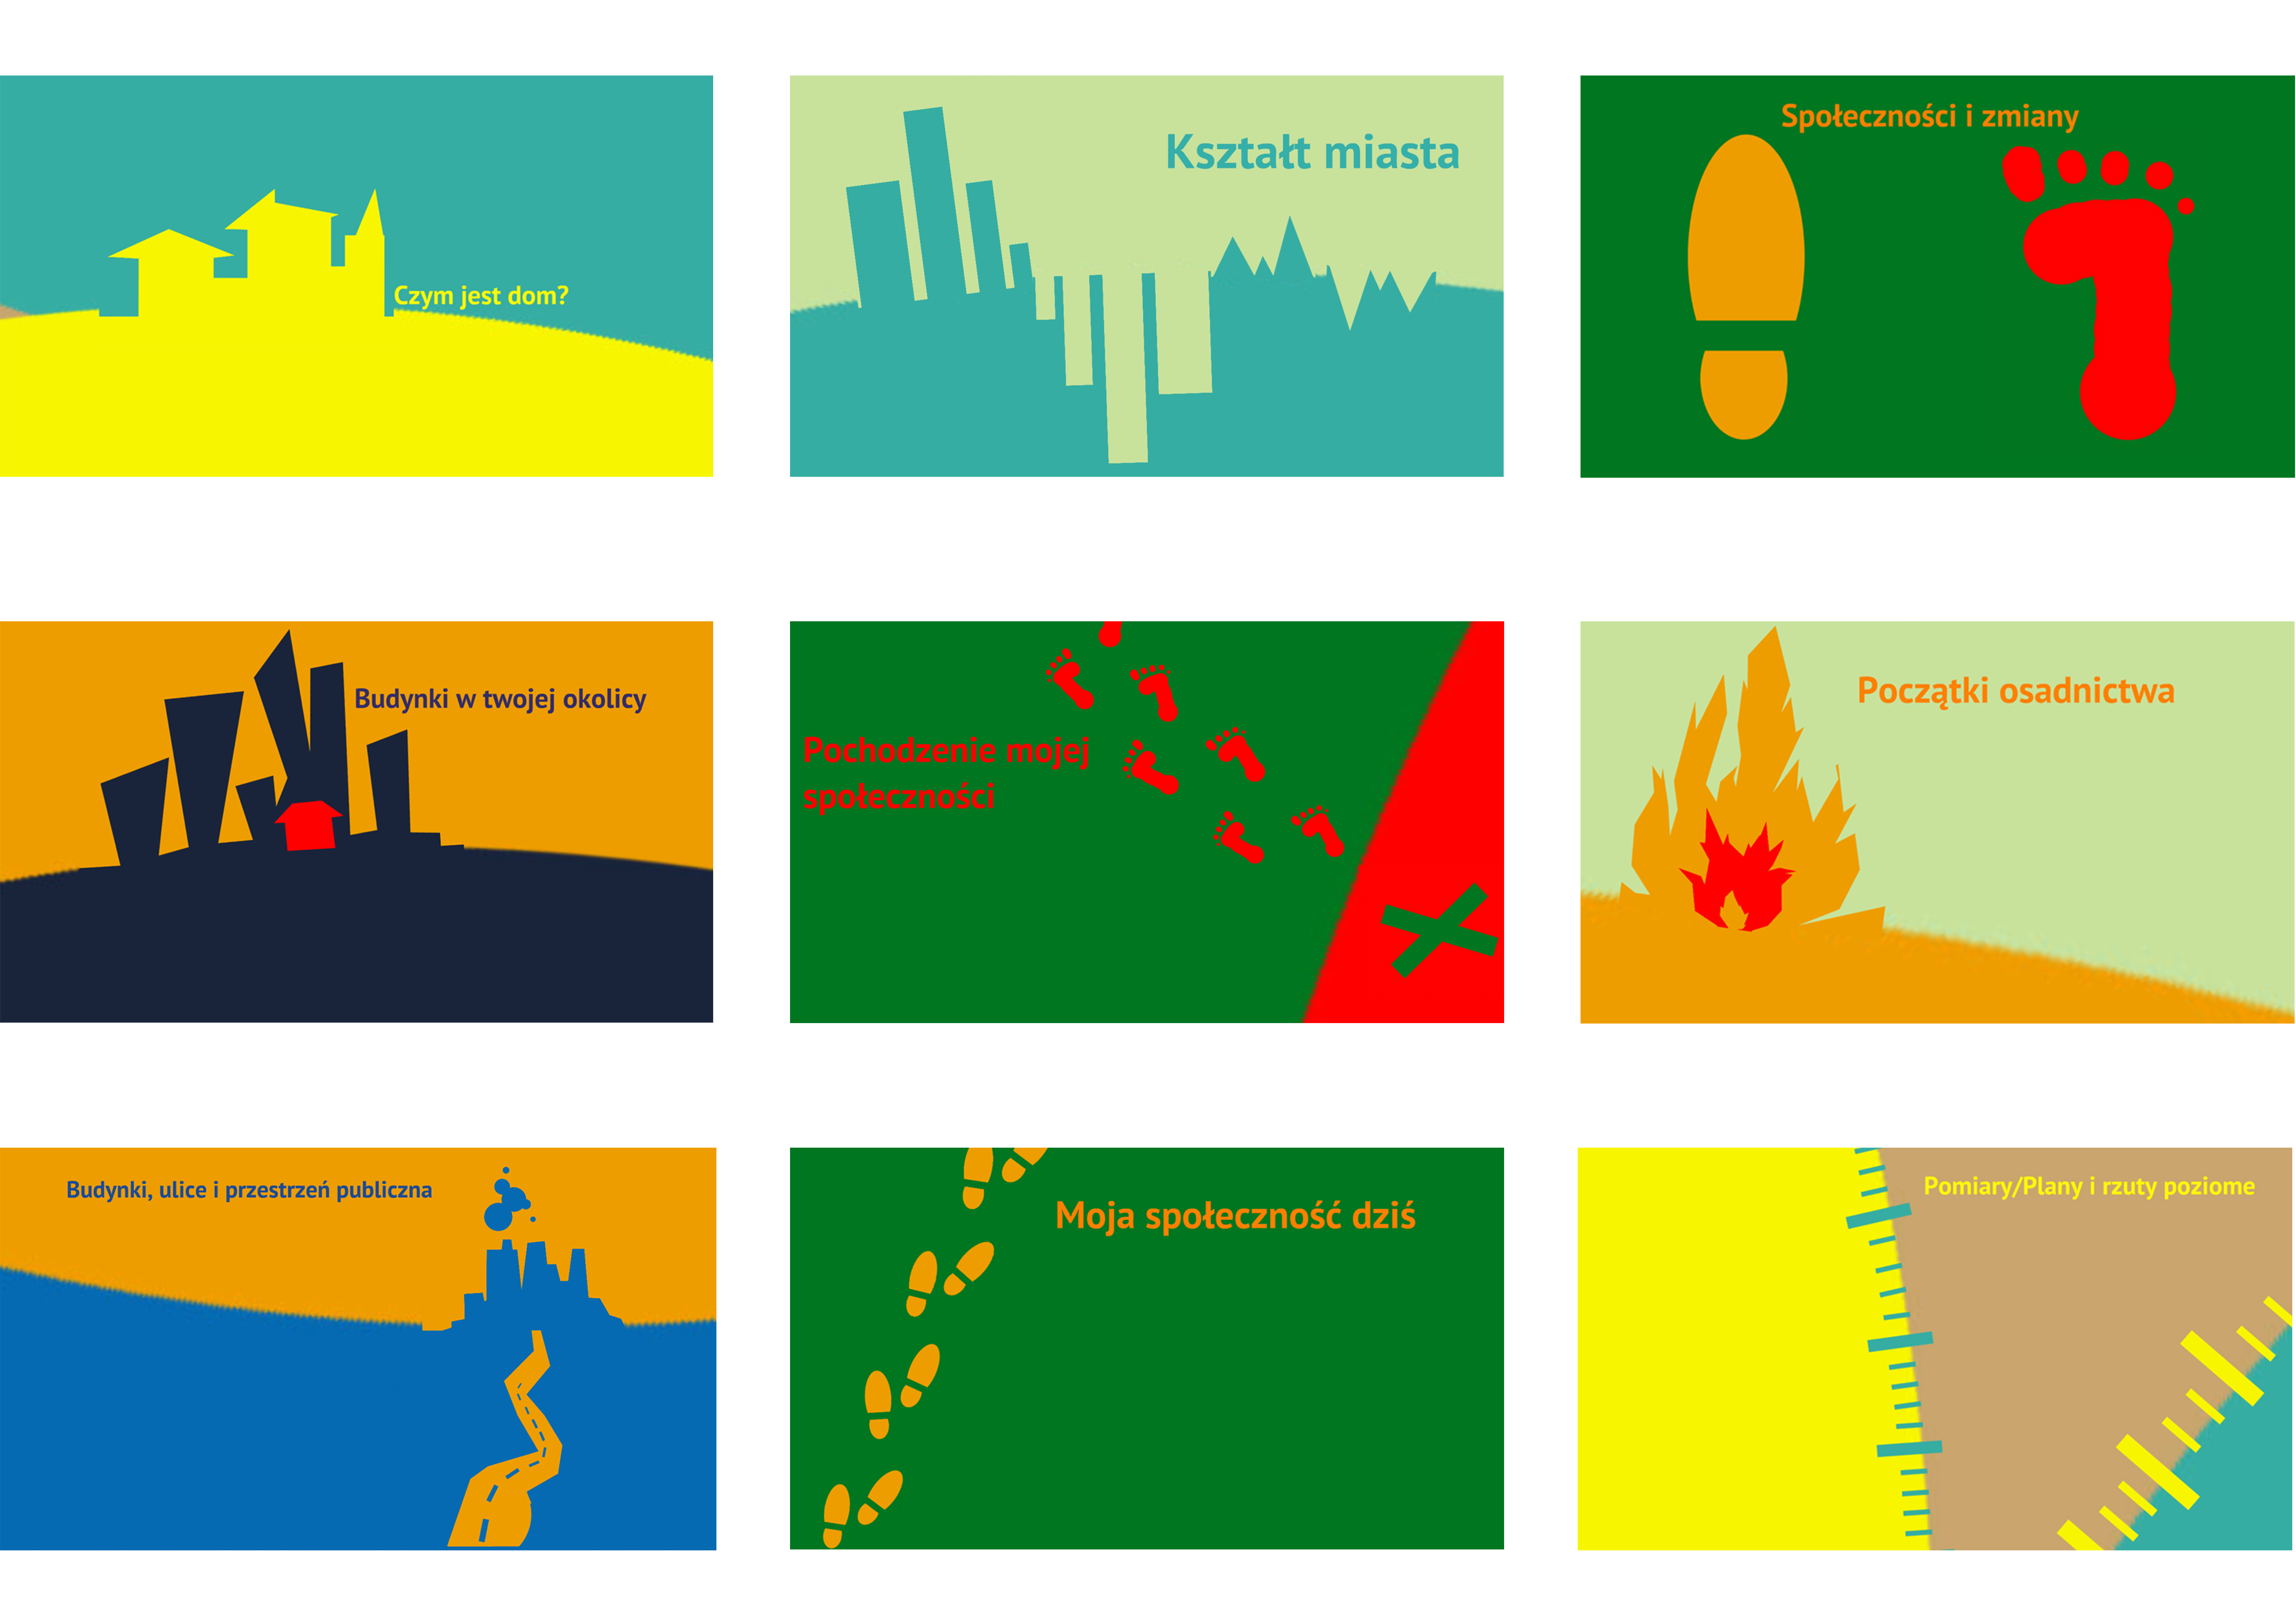 Czym jest dom?
Kształt miasta
Społeczności i zmiany
Budynki w twojej okolicy
Pochodzenie mojej
społeczności
Początki osadnictwa
Budynki, ulice i przestrzeń publiczna
Moja społeczność dziś
Pomiary/Plany i rzuty poziome